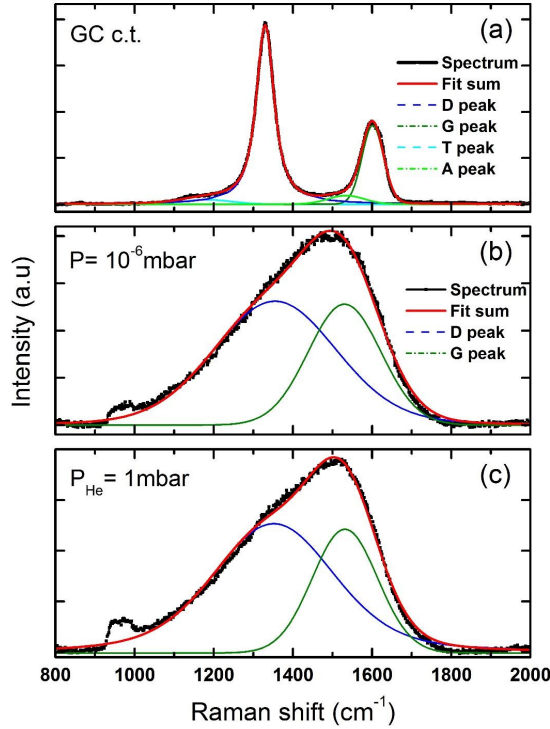 GC c.t.
(a)
Spectrum
Fit sum
D peak
G peak
T peak
A peak
P= 10⁻⁶mbar
(b)
Spectrum
Fit sum
D peak
G peak
P_He= 1mbar
(c)
Intensity (a.u)
800 1000 1200 1400 1600 1800 2000
Raman shift (cm⁻¹)